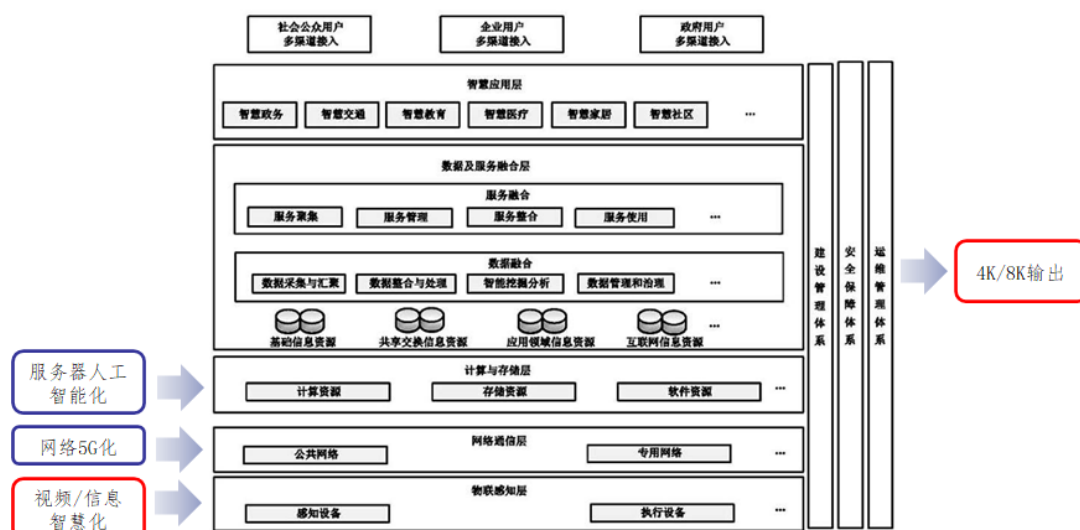 社会公众用户
多渠道接入
企业用户
多渠道接入
政府用户
多渠道接入
智慧应用层
智慧政务 智慧交通 智慧教育 智慧医疗 智慧家居 智慧社区 ...
数据及服务融合层
服务融合
服务聚集 服务管理 服务整合 服务使用 ...
数据融合
数据采集与汇聚 数据整合与处理 智能挖掘分析 数据管理和治理 ...
基础信息资源 共享交换信息资源 应用领域信息资源 互联网信息资源 ...
计算与存储层
计算资源 存储资源 软件资源 ...
网络通信层
公共网络 专用网络 ...
物联感知层
感知设备 执行设备 ...
建设管理体系
安全保障体系
运维管理体系
服务器人工
智能化
网络5G化
视频/信息
智慧化
4K/8K输出